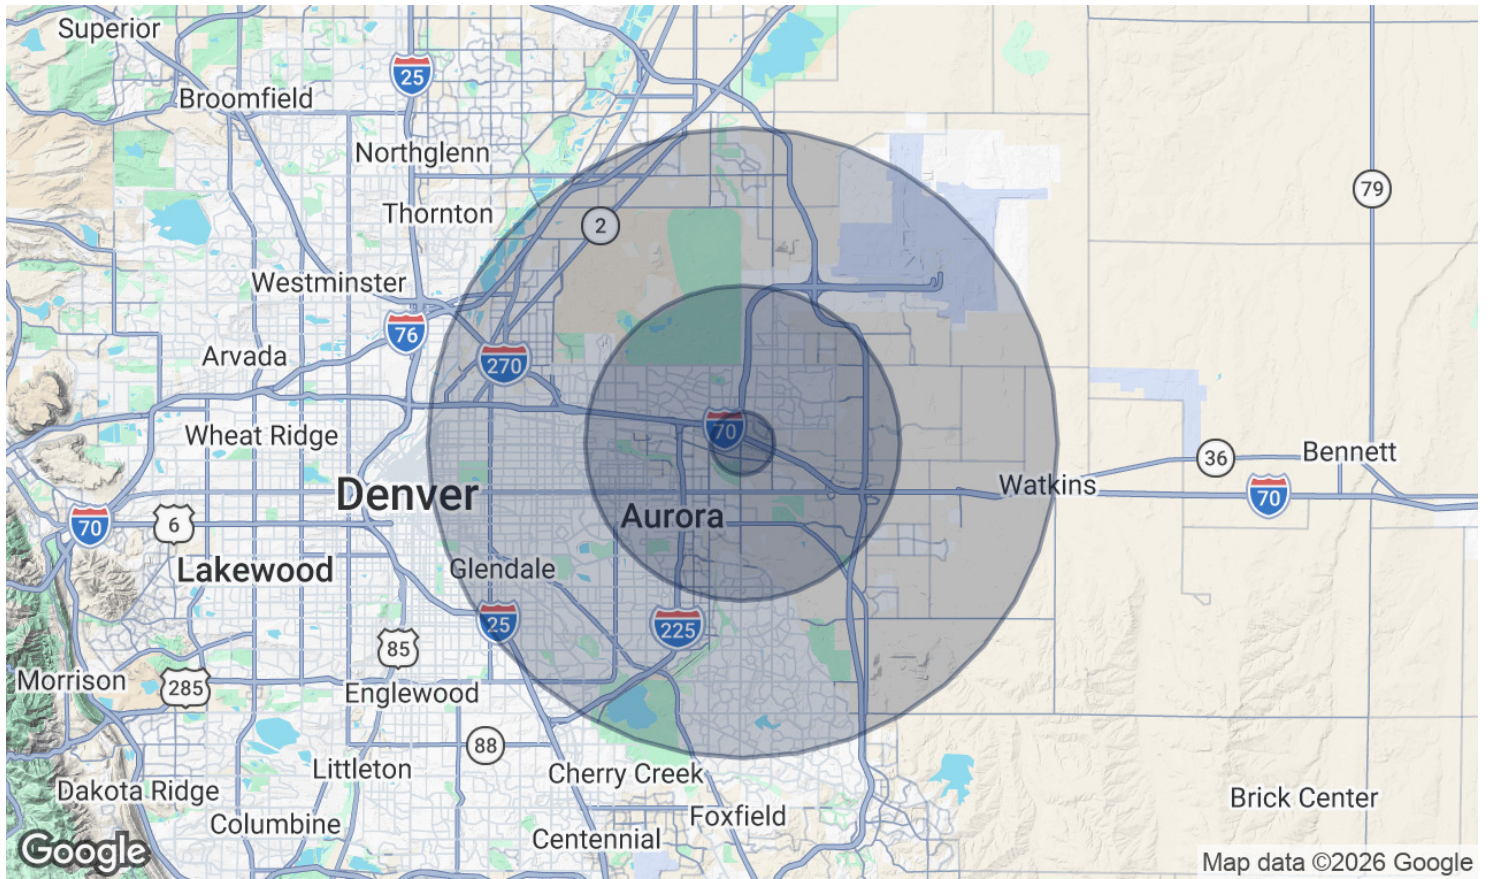 Superior
25
Broomfield
Northglenn
79
Thornton
2
Westminster
76
Arvada
270
Wheat Ridge
70
36
Bennett
Denver
Watkins
70
70
6
Aurora
Lakewood
Glendale
25
225
85
Morrison
285
Englewood
88
Littleton
Cherry Creek
Dakota Ridge
Brick Center
Columbine
Foxfield
Centennial
Google
Map data ©2026 Google